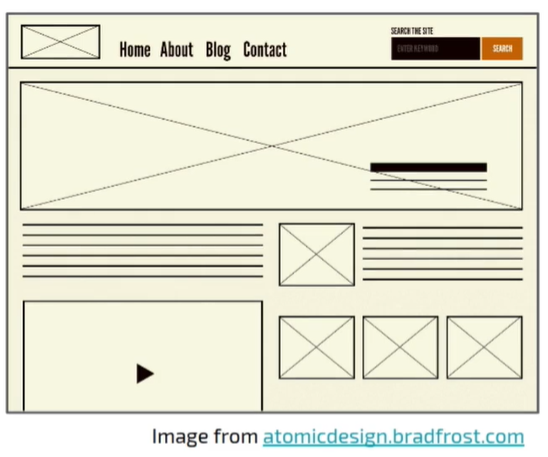 SEARCH THE SITE
Home About Blog Contact
ENTER KEYWORD SEARCH
Image from atomicdesign.bradfrost.com